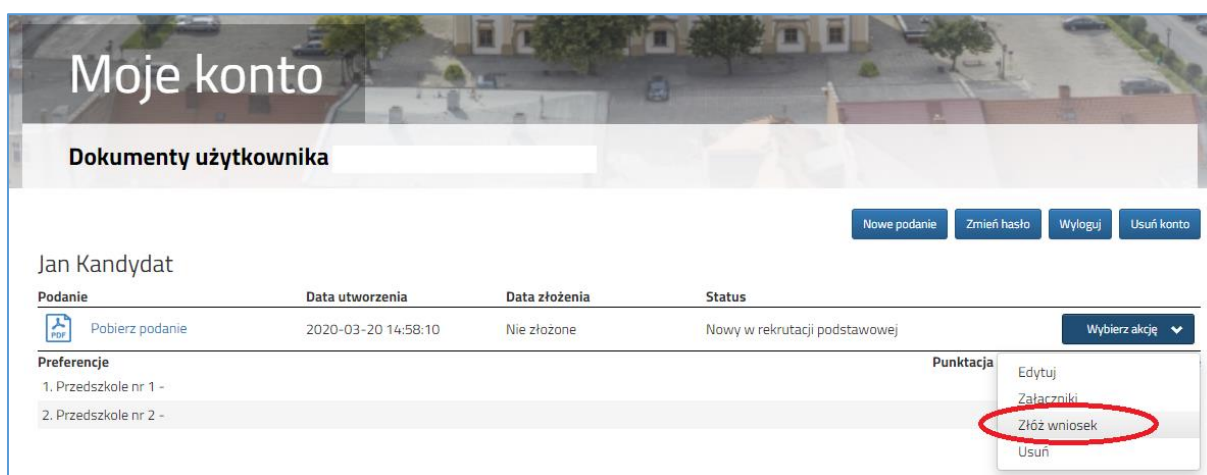 Moje konto
Dokumenty użytkownika
Nowe podanie Zmień hasło Wyloguj Usuń konto
Jan Kandydat
Podanie Data utworzenia Data złożenia Status
PDF Pobierz podanie 2020-03-20 14:58:10 Nie złożone Nowy w rekrutacji podstawowej Wybierz akcję
Preferencje Punktacja
Edytuj
1. Przedszkole nr 1 -
Załączniki
2. Przedszkole nr 2 -
Złóż wniosek
Usuń